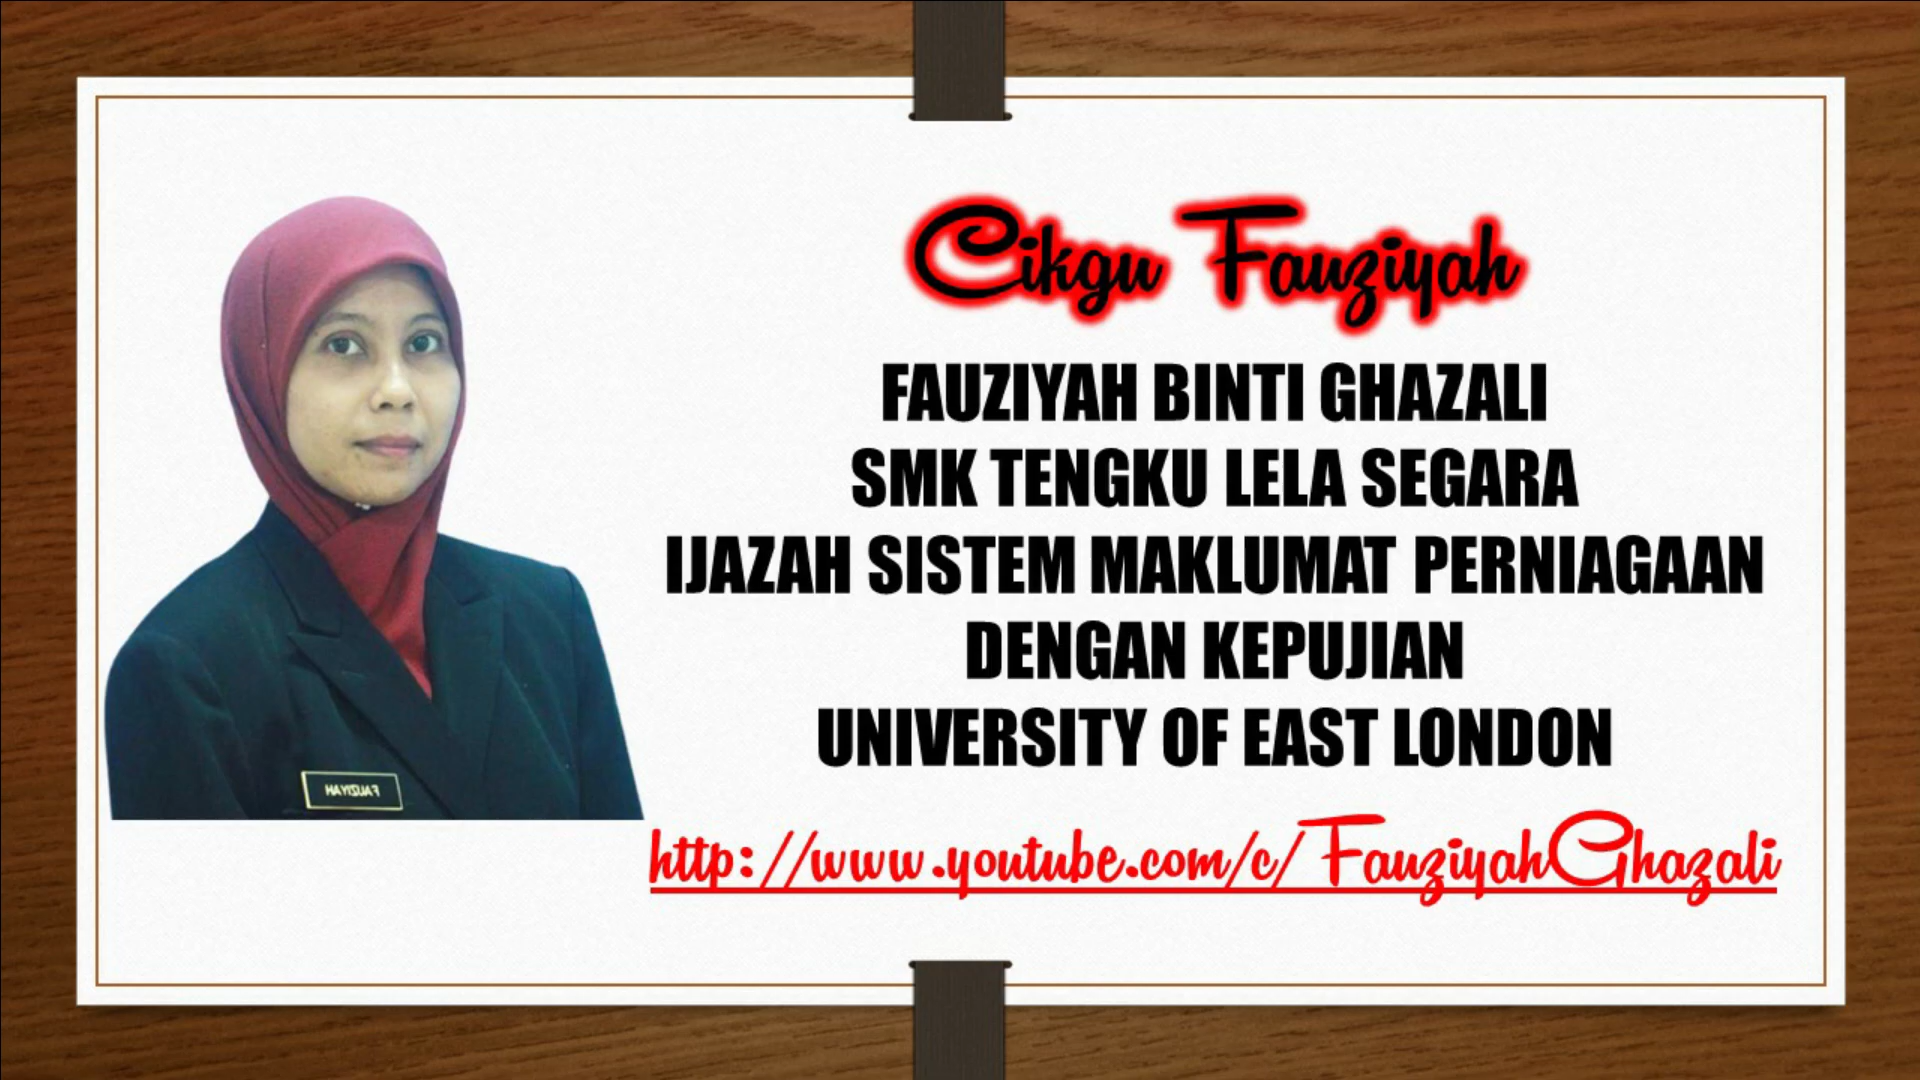 Cikgu Fauziyah
FAUZIYAH BINTI GHAZALI
SMK TENGKU LELA SEGARA
IJAZAH SISTEM MAKLUMAT PERNIAGAAN
DENGAN KEPUJIAN
UNIVERSITY OF EAST LONDON
FAUZIYAH
http://www.youtube.com/c/FauziyahGhazali